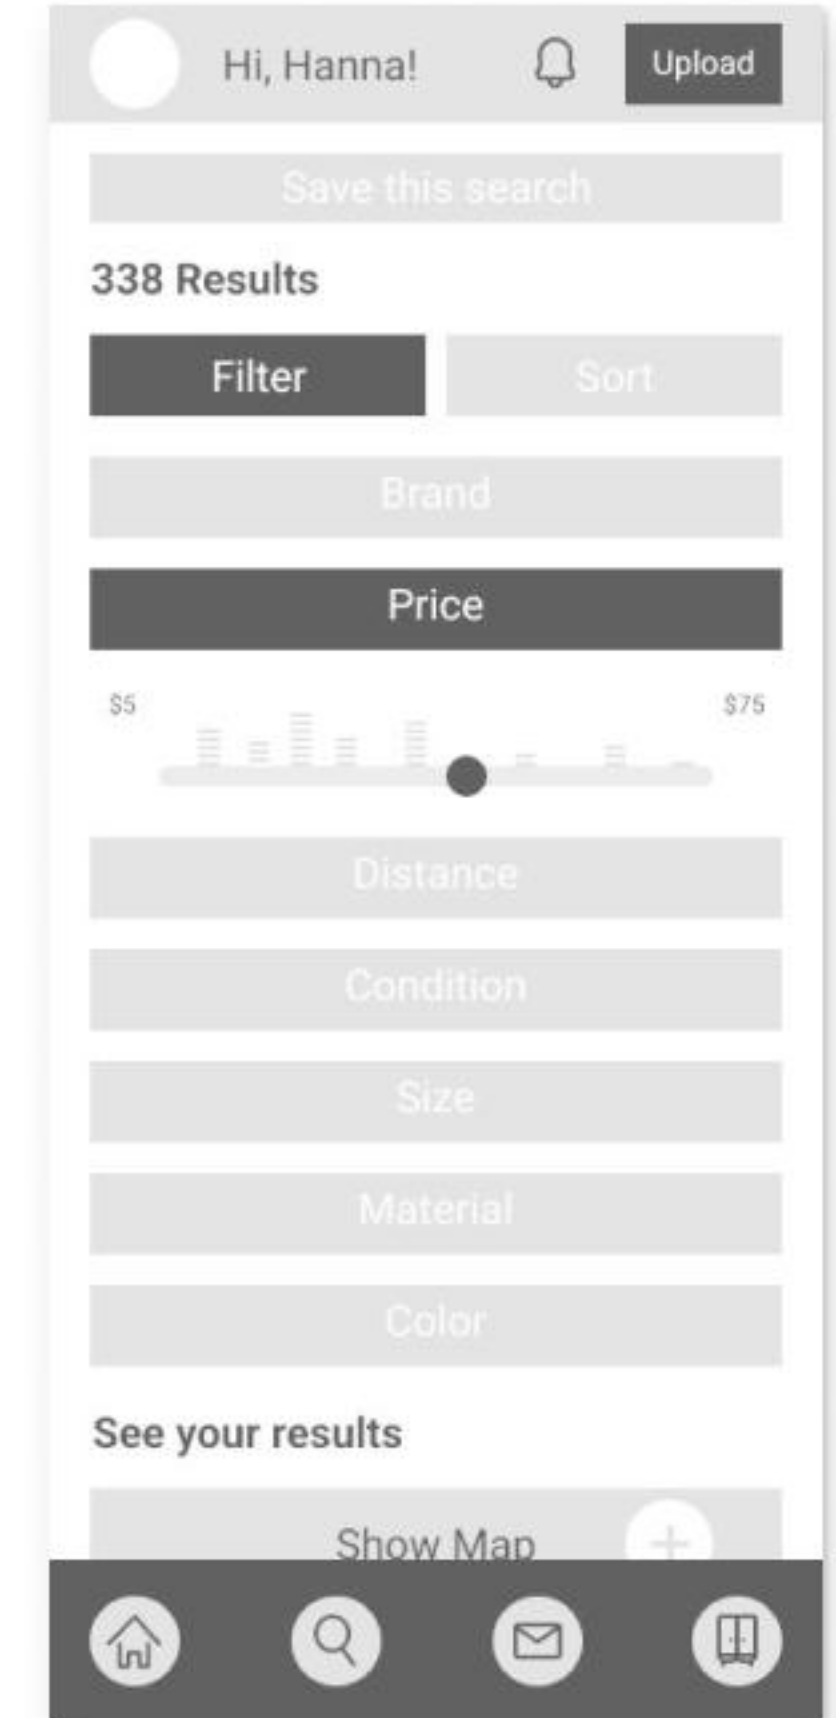 Hi, Hanna!
Upload
Save this search
338 Results
Filter
Sort
Brand
Price
$5
$75
Distance
Condition
Size
Material
Color
See your results
Show Map
+